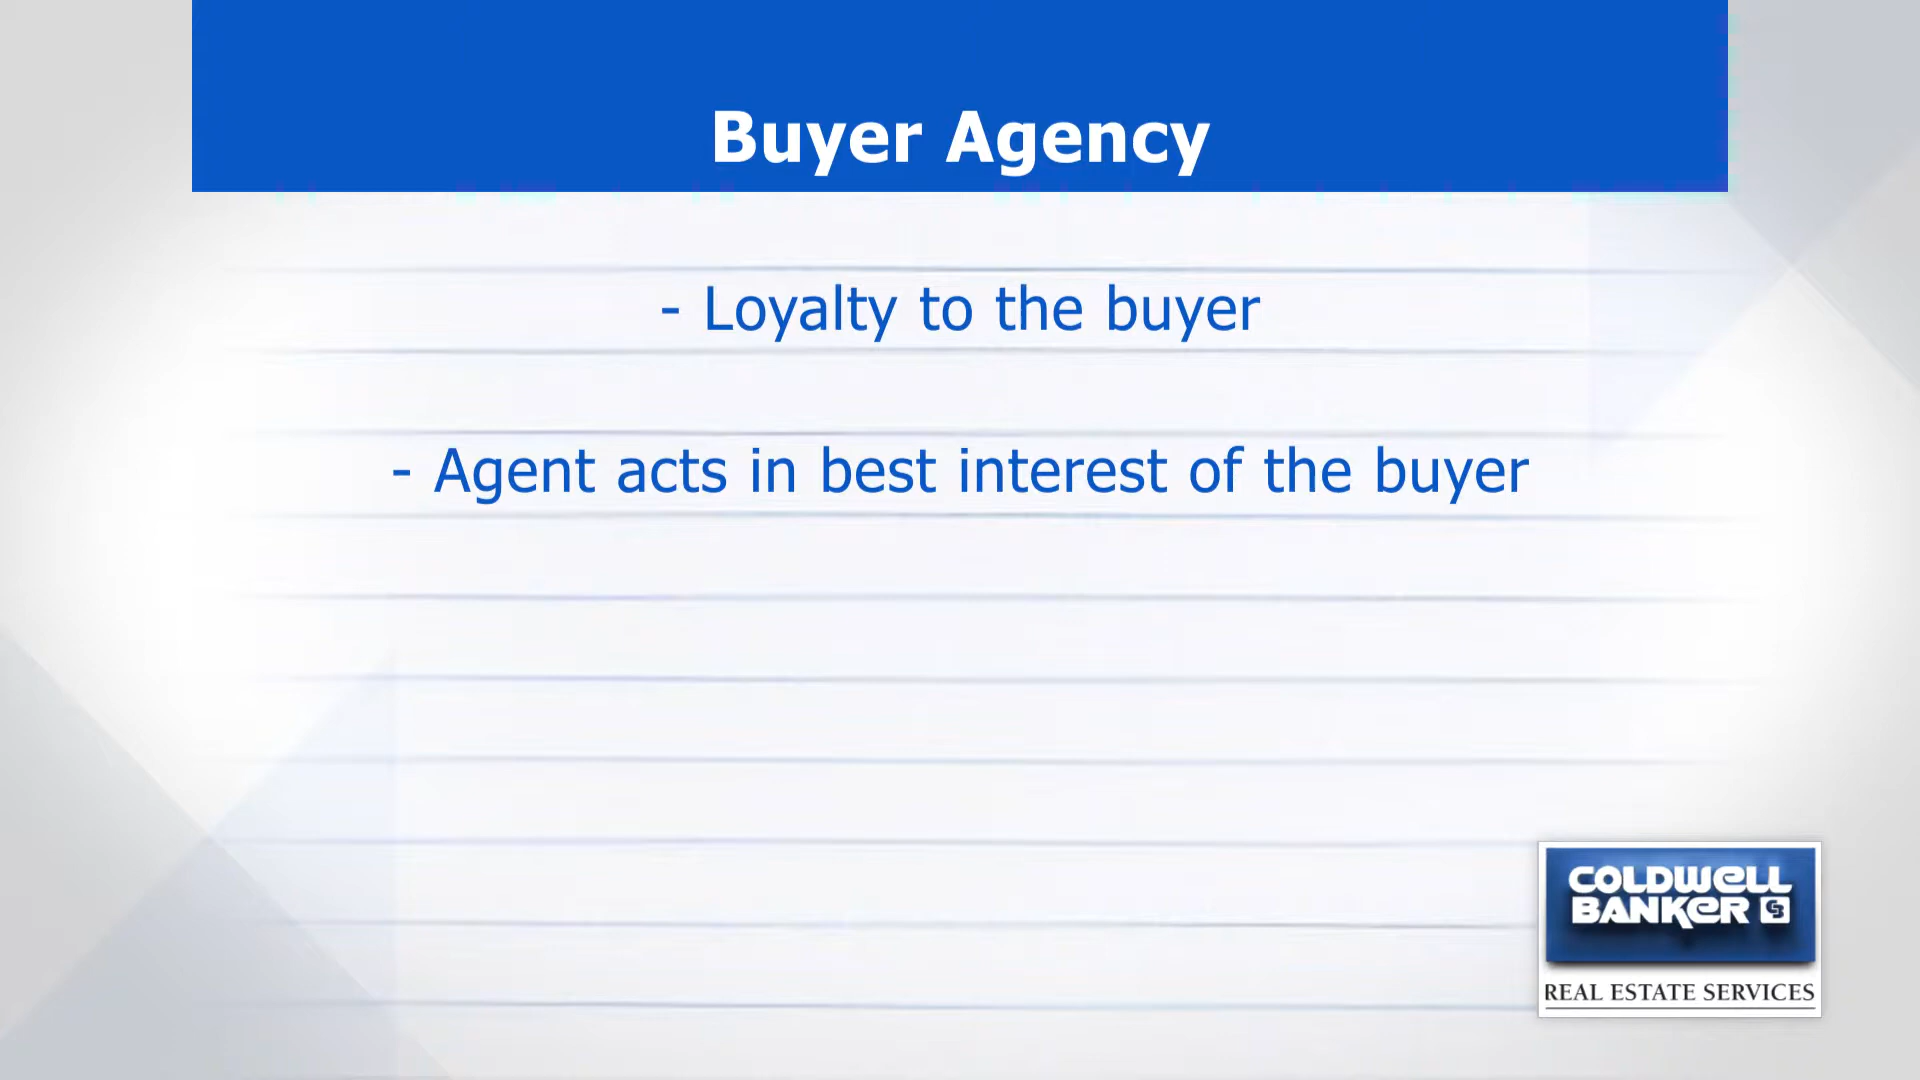 Buyer Agency
- Loyalty to the buyer
- Agent acts in best interest of the buyer
COLDWELL
BANKER CB
REAL ESTATE SERVICES